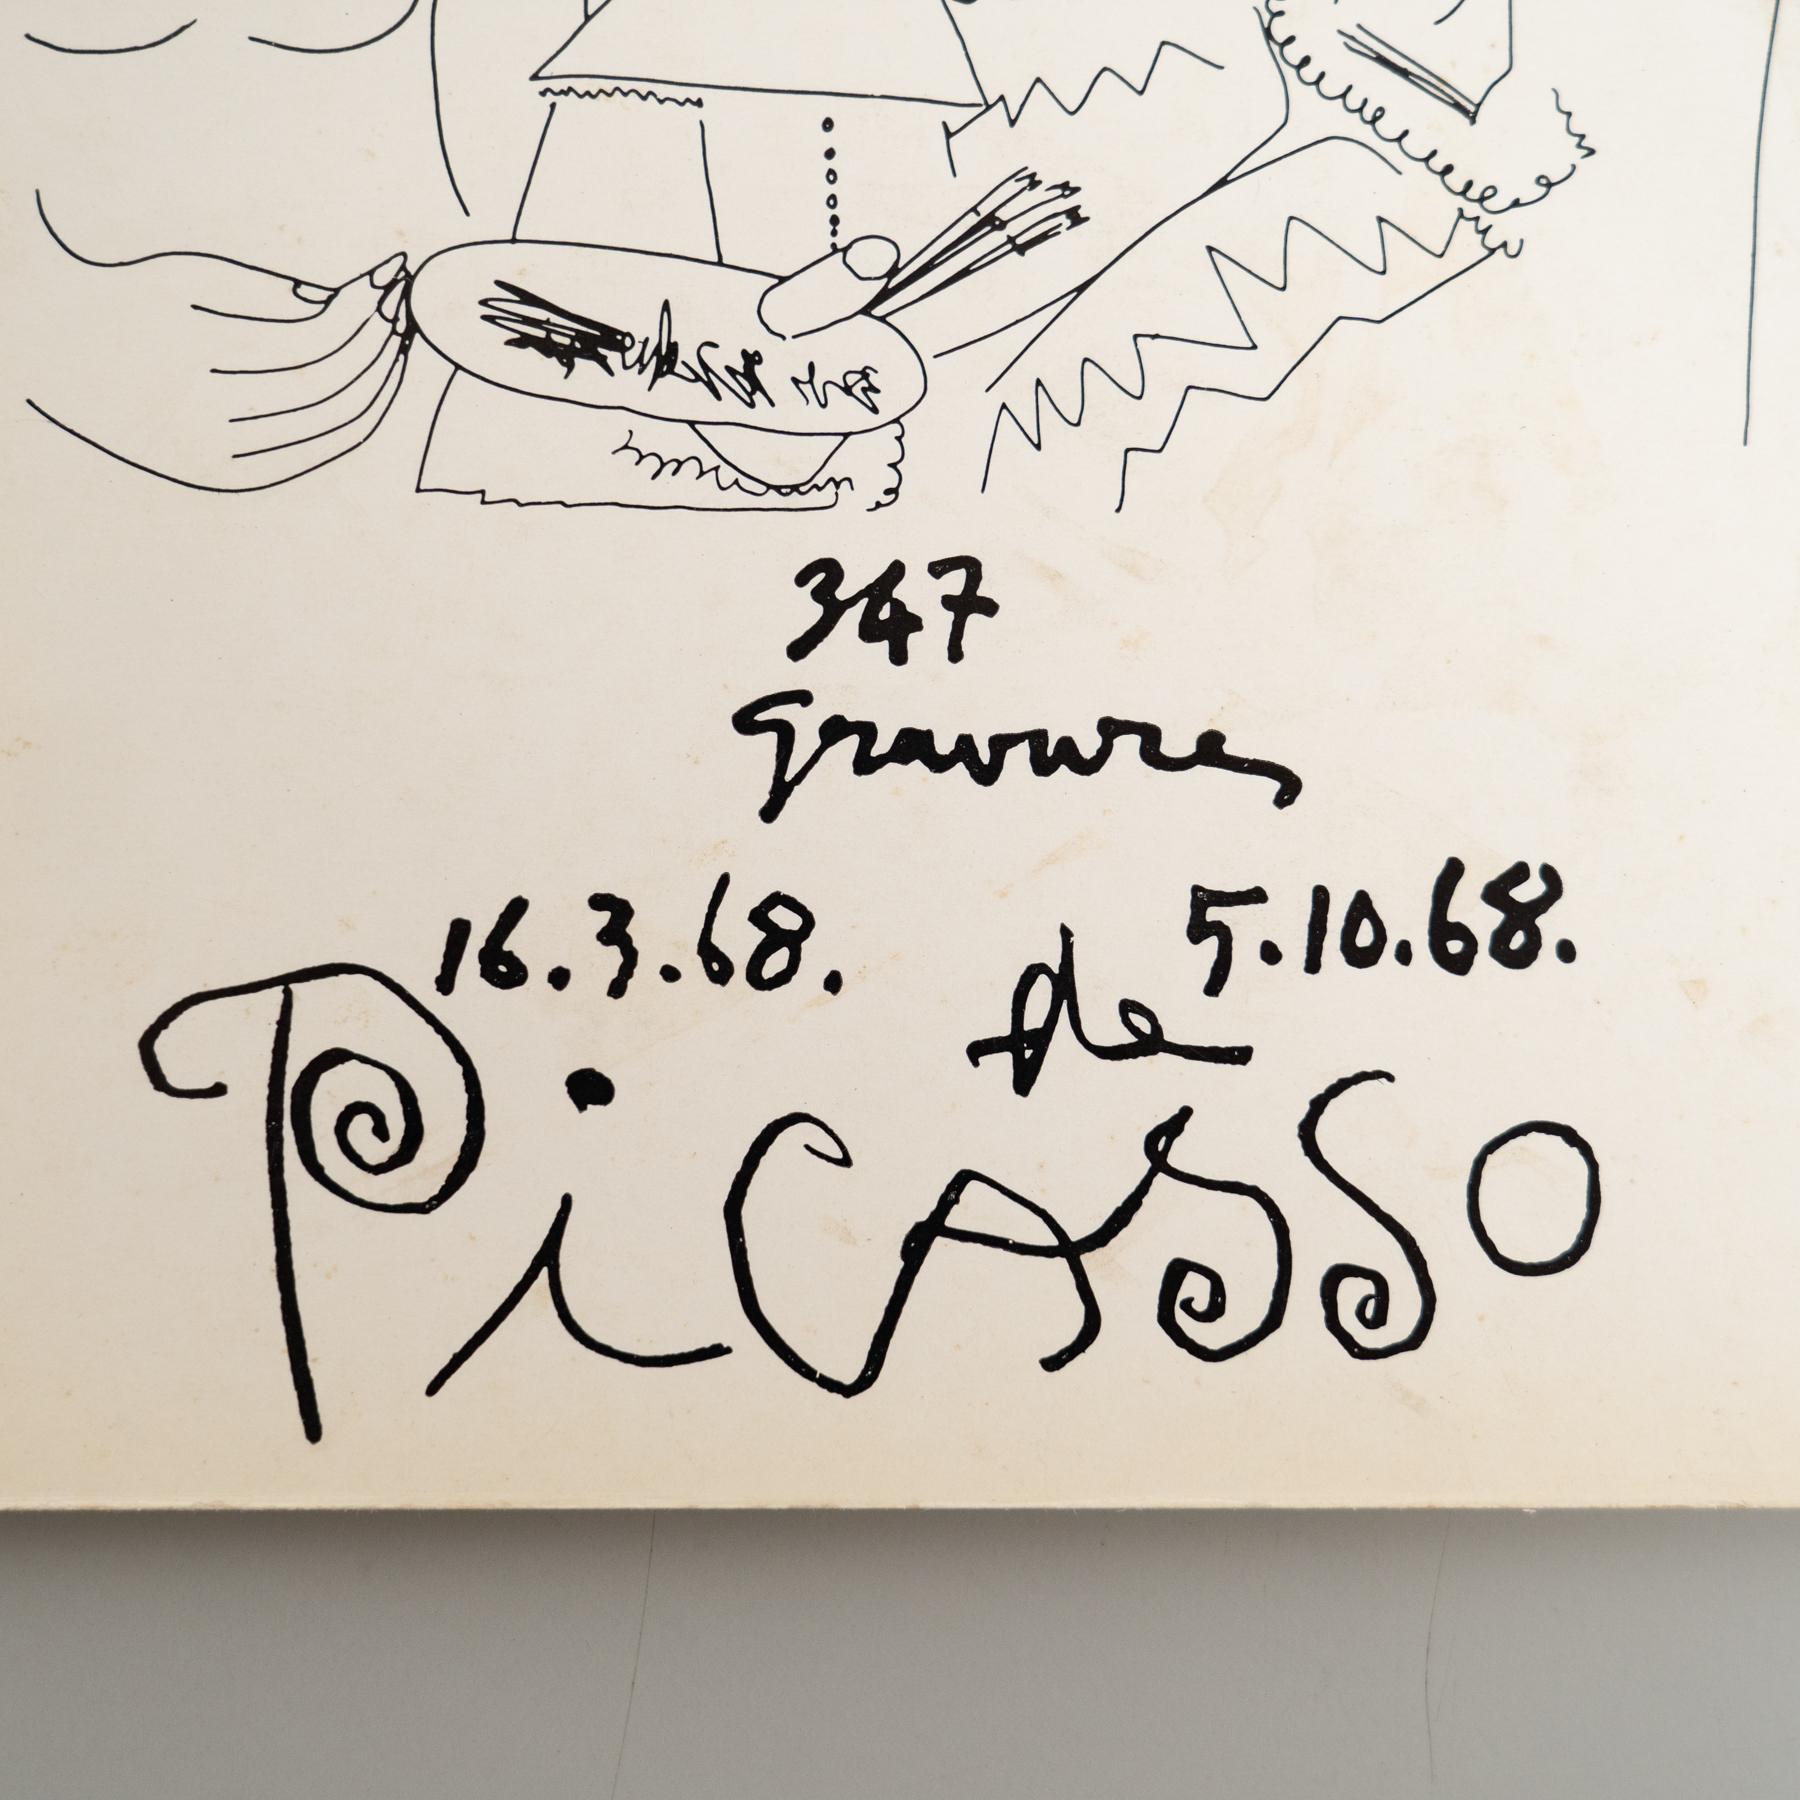 347
gravures
16.3.68. de 5.10.68.
PiCASSO